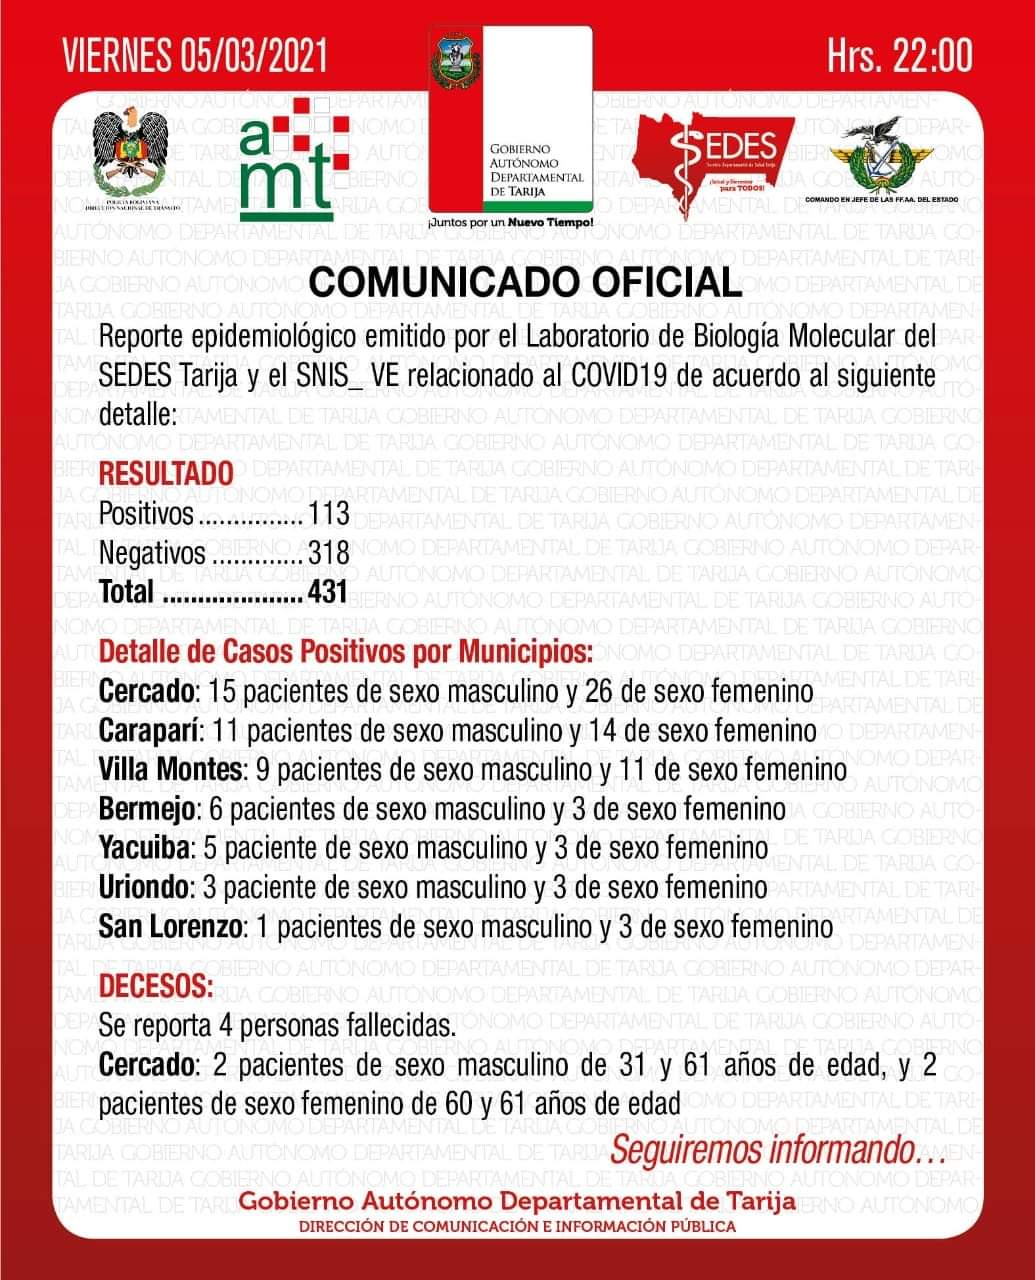 VIERNES 05/03/2021
Hrs. 22:00
POLICIA BOLIVIANA
DIRECCIÓN NACIONAL DE TRÁNSITO
a
mt
GOBIERNO
AUTÓNOMO
DEPARTAMENTAL
DE TARIJA
¡Juntos por un Nuevo Tiempo!
SEDES
Servicio Departamental de Salud Tarija
¡Salud y Bienestar
para TODOS!
COMANDO EN JEFE DE LAS FF.AA. DEL ESTADO
COMUNICADO OFICIAL
Reporte epidemiológico emitido por el Laboratorio de Biología Molecular del
SEDES Tarija y el SNIS_ VE relacionado al COVID19 de acuerdo al siguiente
detalle:
RESULTADO
Positivos ............... 113
Negativos ............. 318
Total .................... 431
Detalle de Casos Positivos por Municipios:
Cercado: 15 pacientes de sexo masculino y 26 de sexo femenino
Caraparí: 11 pacientes de sexo masculino y 14 de sexo femenino
Villa Montes: 9 pacientes de sexo masculino y 11 de sexo femenino
Bermejo: 6 pacientes de sexo masculino y 3 de sexo femenino
Yacuiba: 5 paciente de sexo masculino y 3 de sexo femenino
Uriondo: 3 paciente de sexo masculino y 3 de sexo femenino
San Lorenzo: 1 pacientes de sexo masculino y 3 de sexo femenino
DECESOS:
Se reporta 4 personas fallecidas.
Cercado: 2 pacientes de sexo masculino de 31 y 61 años de edad, y 2
pacientes de sexo femenino de 60 y 61 años de edad
Seguiremos informando...
Gobierno Autónomo Departamental de Tarija
DIRECCIÓN DE COMUNICACIÓN E INFORMACIÓN PÚBLICA